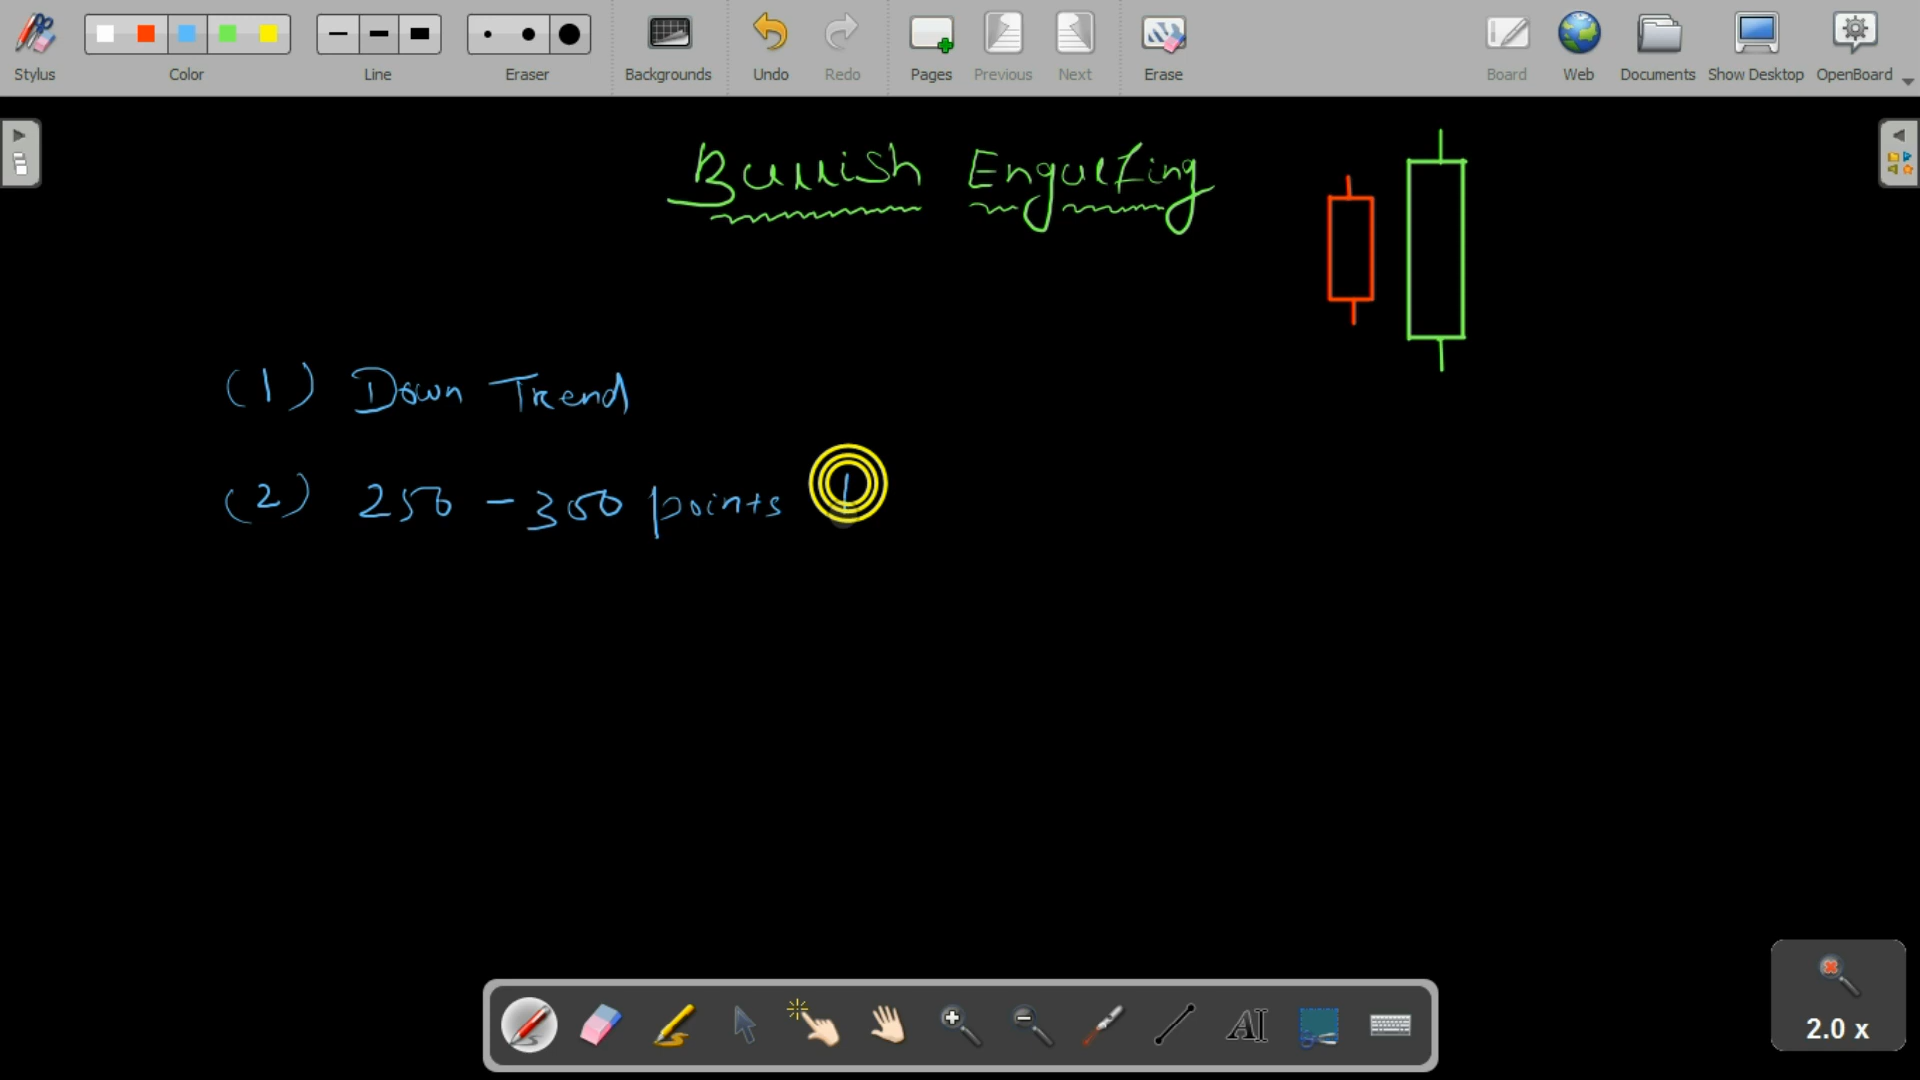 Stylus Color Line Eraser Backgrounds Undo Redo Pages Previous Next Erase Board Web Documents Show Desktop OpenBoard
Bullish Engulfing
(1) Down Trend
(2) 250 - 300 points
2.0 x